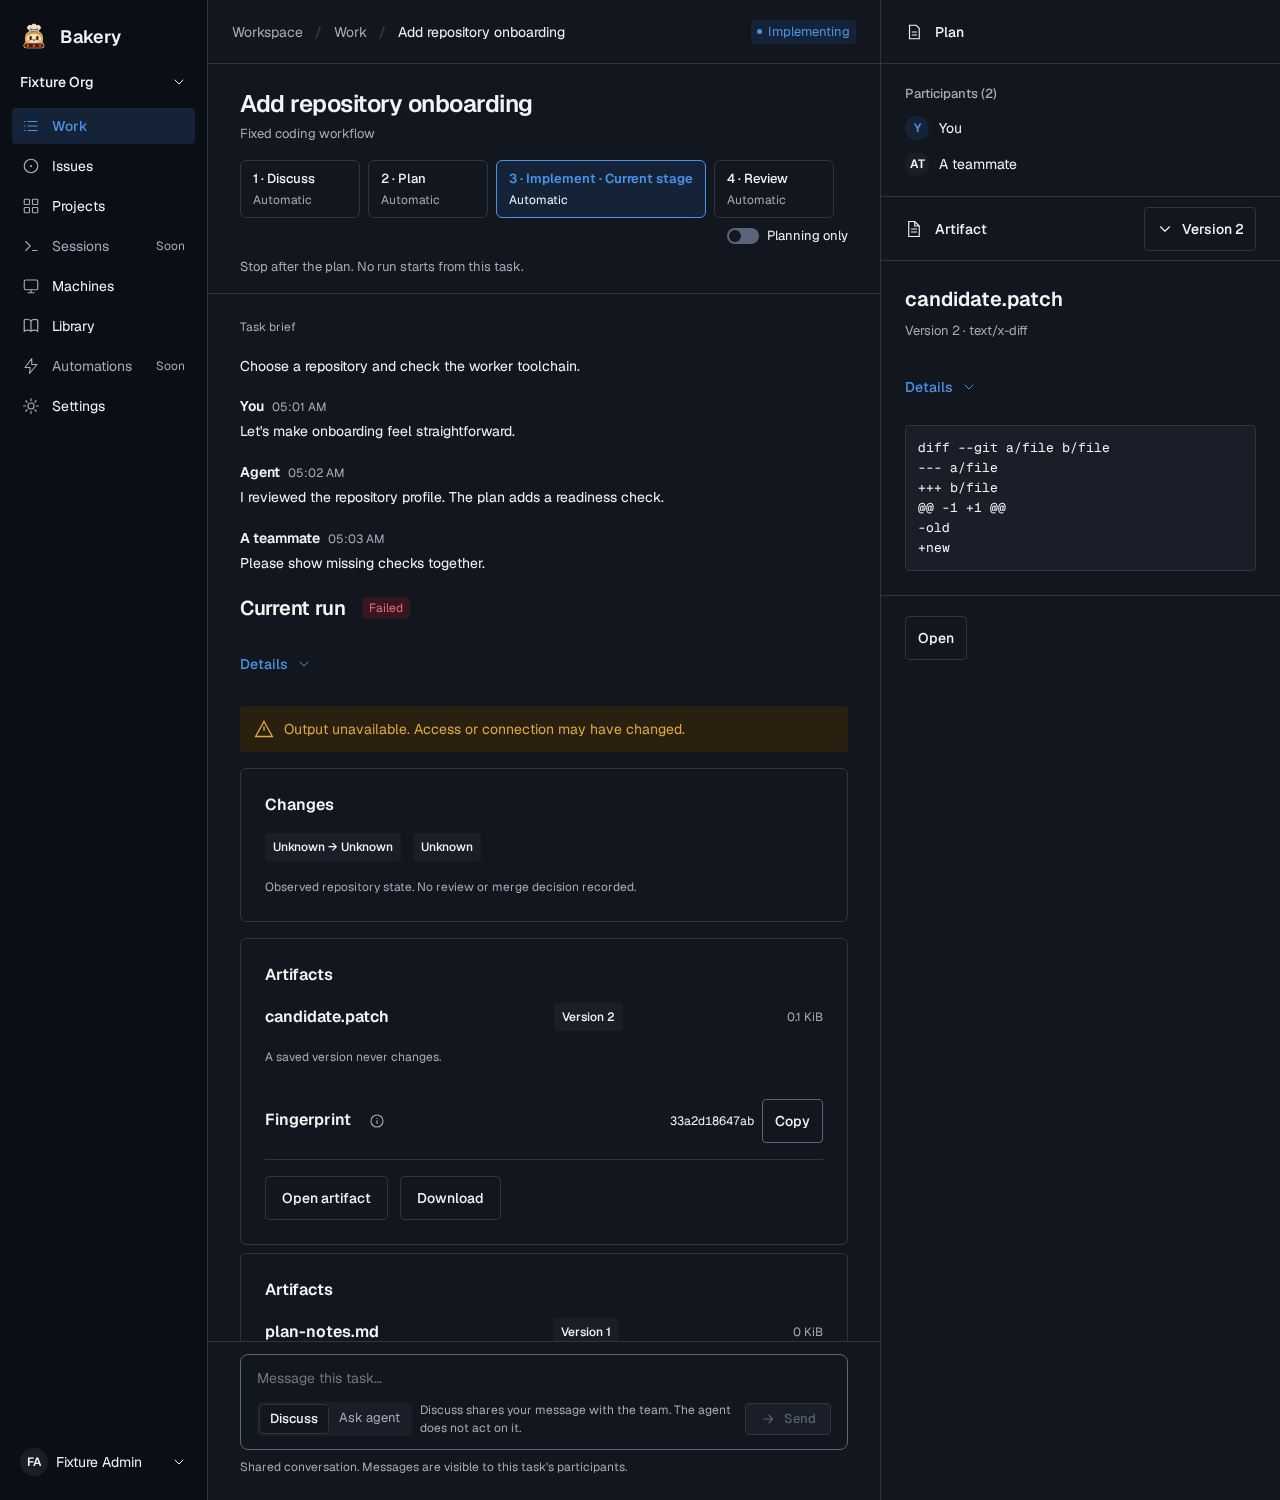 Bakery
Fixture Org
Work
Issues
Projects
Sessions Soon
Machines
Library
Automations Soon
Settings
FA Fixture Admin
Workspace / Work / Add repository onboarding
Implementing
Add repository onboarding
Fixed coding workflow
1 · Discuss
Automatic
2 · Plan
Automatic
3 · Implement · Current stage
Automatic
4 · Review
Automatic
Planning only
Stop after the plan. No run starts from this task.
Task brief
Choose a repository and check the worker toolchain.
You 05:01 AM
Let's make onboarding feel straightforward.
Agent 05:02 AM
I reviewed the repository profile. The plan adds a readiness check.
A teammate 05:03 AM
Please show missing checks together.
Current run Failed
Details
Output unavailable. Access or connection may have changed.
Changes
Unknown → Unknown Unknown
Observed repository state. No review or merge decision recorded.
Artifacts
candidate.patch Version 2 0.1 KiB
A saved version never changes.
Fingerprint 33a2d18647ab Copy
Open artifact Download
Artifacts
plan-notes.md Version 1 0 KiB
Message this task...
Discuss Ask agent
Discuss shares your message with the team. The agent
does not act on it.
Send
Shared conversation. Messages are visible to this task's participants.
Plan
Participants (2)
Y You
AT A teammate
Artifact Version 2
candidate.patch
Version 2 · text/x-diff
Details
diff --git a/file b/file
--- a/file
+++ b/file
@@ -1 +1 @@
-old
+new
Open